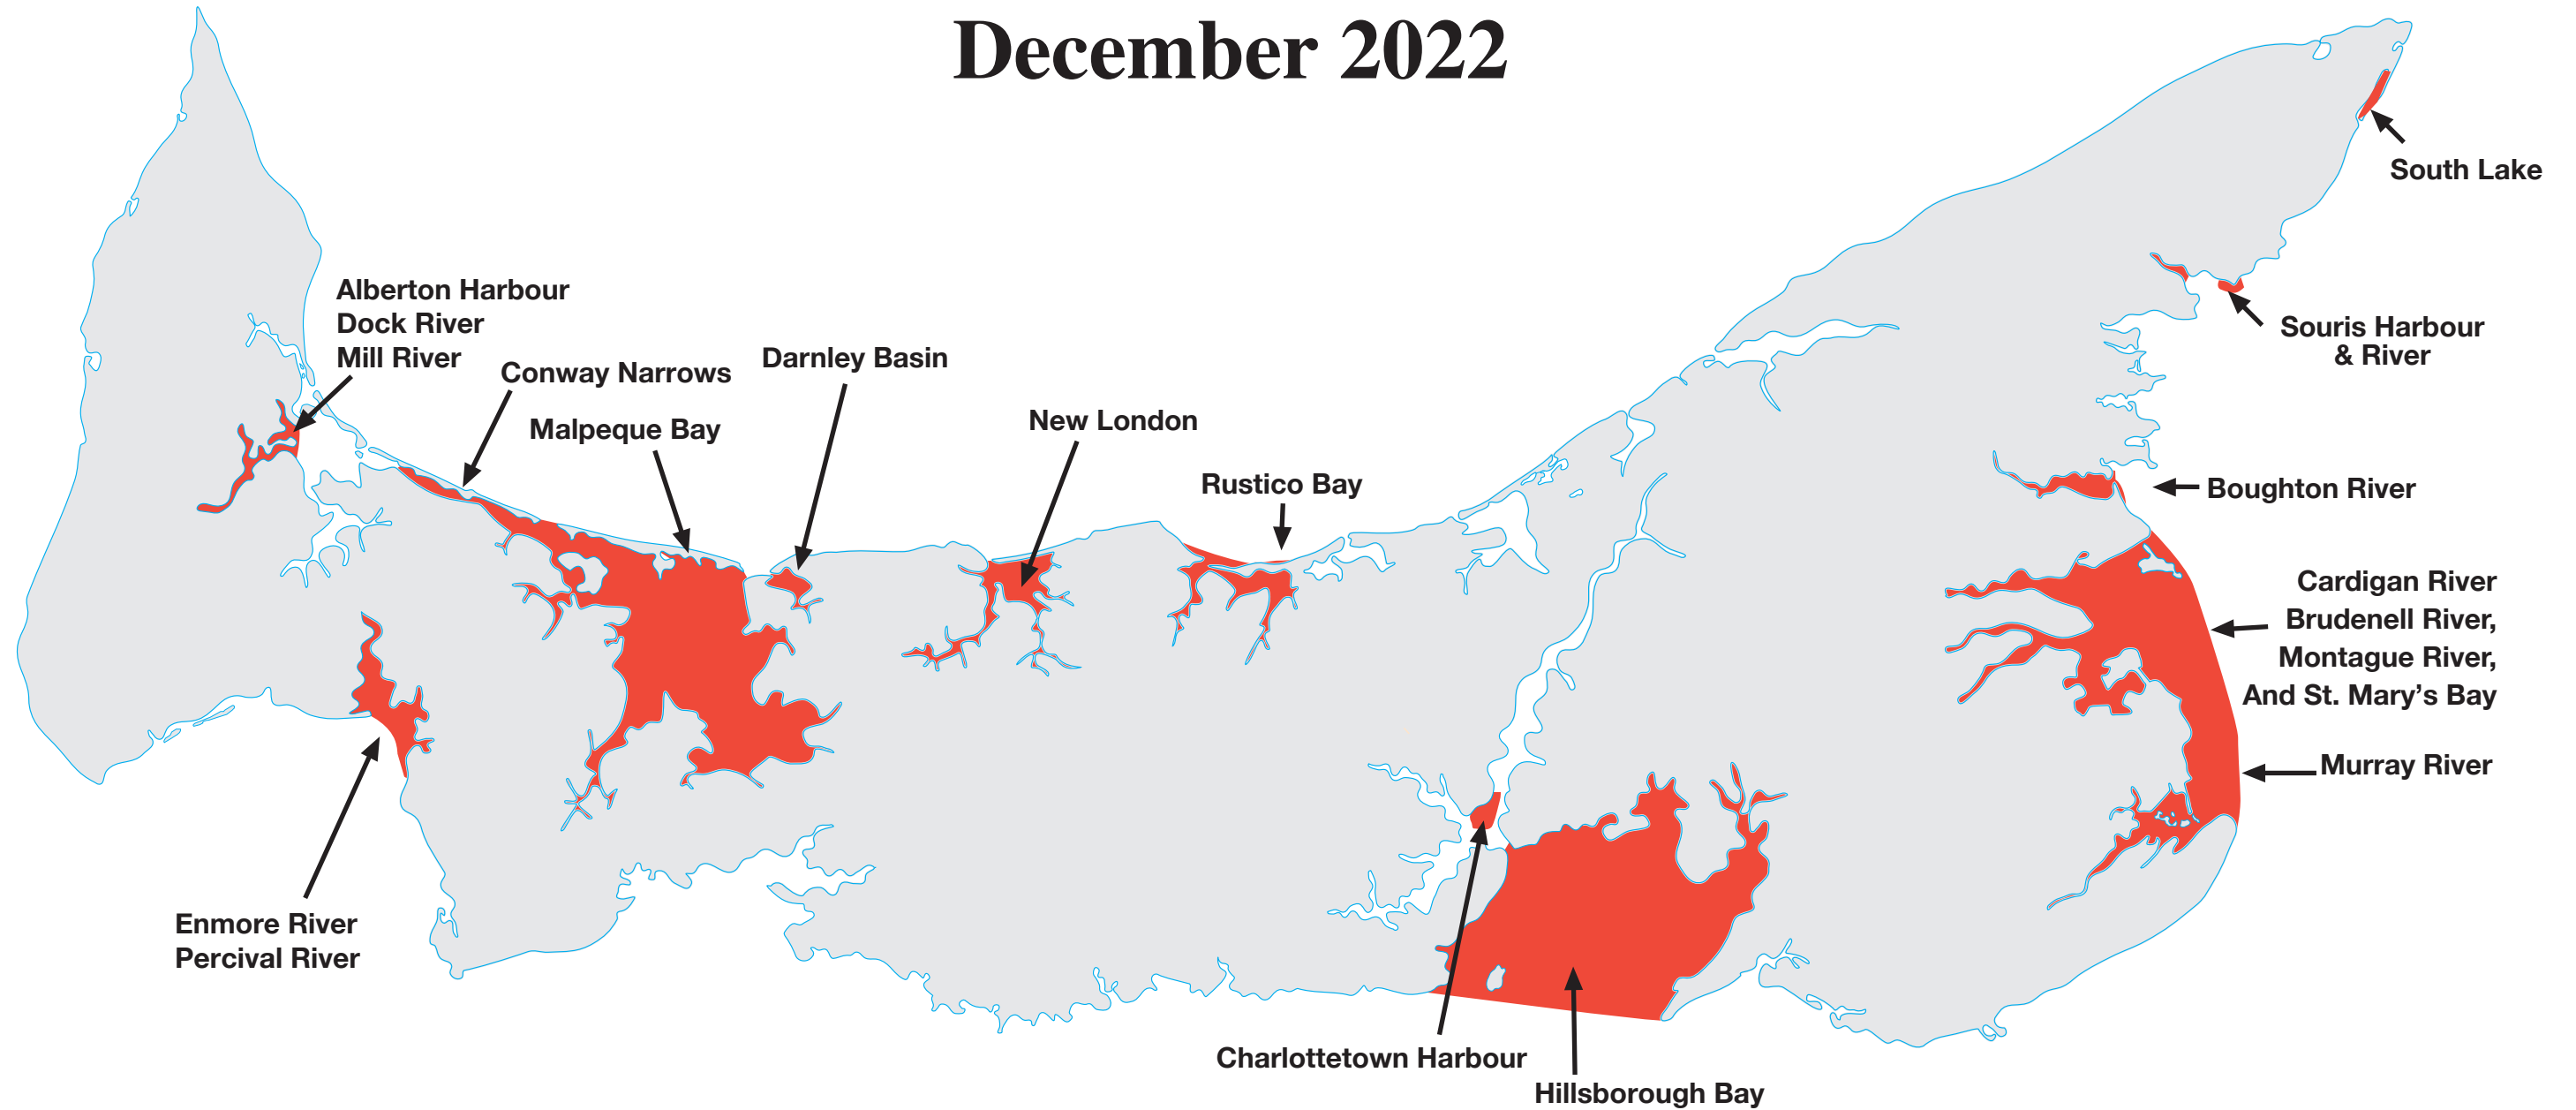 December 2022
South Lake
Souris Harbour
& River
Alberton Harbour
Dock River
Mill River
Conway Narrows
Darnley Basin
Malpeque Bay
New London
Rustico Bay
Boughton River
Cardigan River
Brudenell River,
Montague River,
And St. Mary’s Bay
Murray River
Enmore River
Percival River
Charlottetown Harbour
Hillsborough Bay